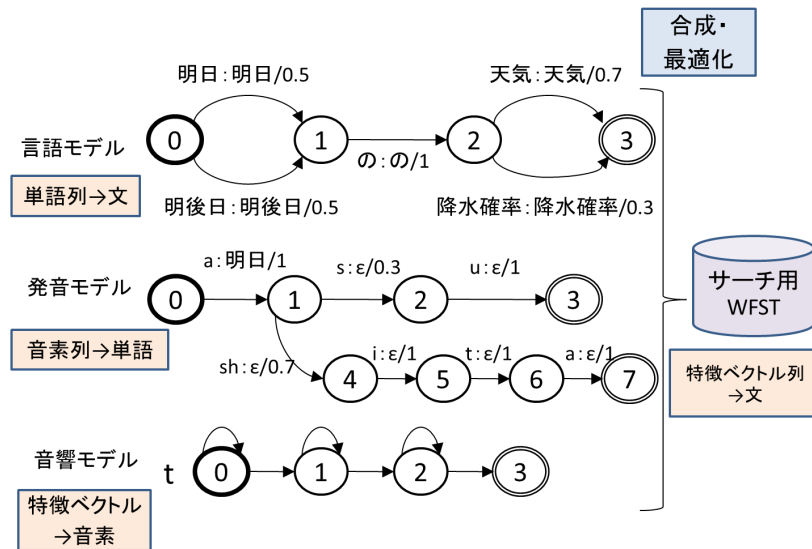 合成・
最適化
明日：明日/0.5
天気：天気/0.7
0
1
2
3
言語モデル
の：の/1
単語列→文
明後日：明後日/0.5
降水確率：降水確率/0.3
a:明日/1
s:ε/0.3
u:ε/1
発音モデル
0
1
2
3
サーチ用
WFST
音素列→単語
sh:ε/0.7
i:ε/1
t:ε/1
a:ε/1
4
5
6
7
特徴ベクトル列
→文
音響モデル
t
0
1
2
3
特徴ベクトル
→音素